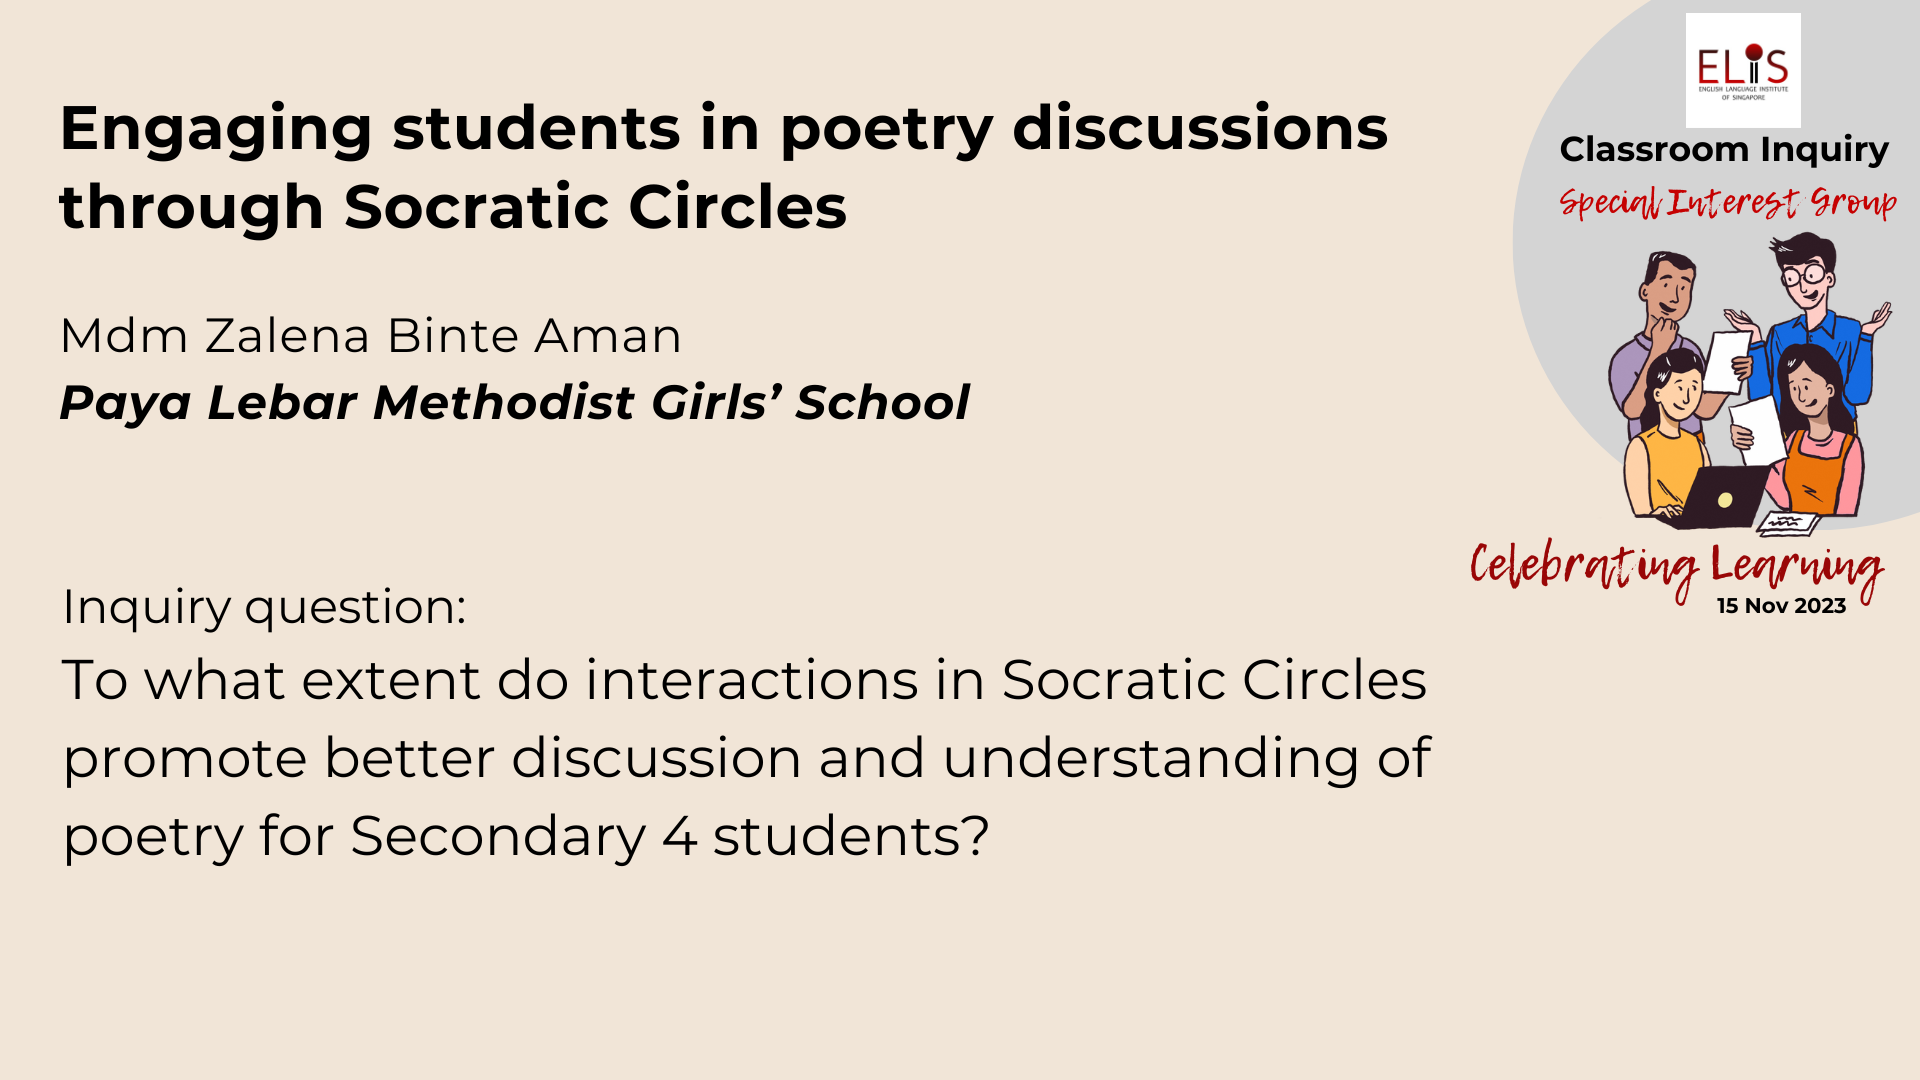 Engaging students in poetry discussions
through Socratic Circles
Mdm Zalena Binte Aman
Paya Lebar Methodist Girls’ School
Inquiry question:
To what extent do interactions in Socratic Circles
promote better discussion and understanding of
poetry for Secondary 4 students?
ELIS
ENGLISH LANGUAGE INSTITUTE
OF SINGAPORE
Classroom Inquiry
Special Interest Group
Celebrating Learning
15 Nov 2023